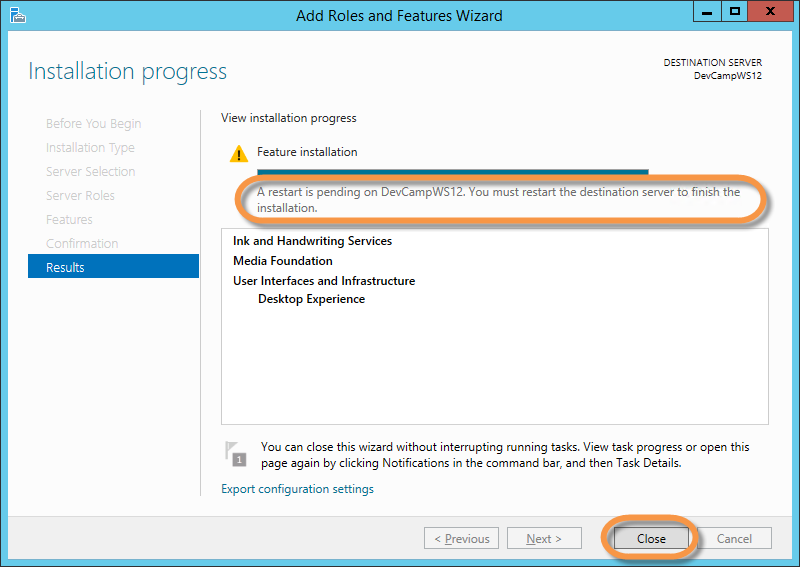 Add Roles and Features Wizard
Installation progress
DESTINATION SERVER
DevCampWS12
Before You Begin
Installation Type
Server Selection
Server Roles
Features
Confirmation
Results
View installation progress
Feature installation
A restart is pending on DevCampWS12. You must restart the destination server to finish the
installation.
Ink and Handwriting Services
Media Foundation
User Interfaces and Infrastructure
Desktop Experience
1
You can close this wizard without interrupting running tasks. View task progress or open this
page again by clicking Notifications in the command bar, and then Task Details.
Export configuration settings
< Previous
Next >
Close
Cancel